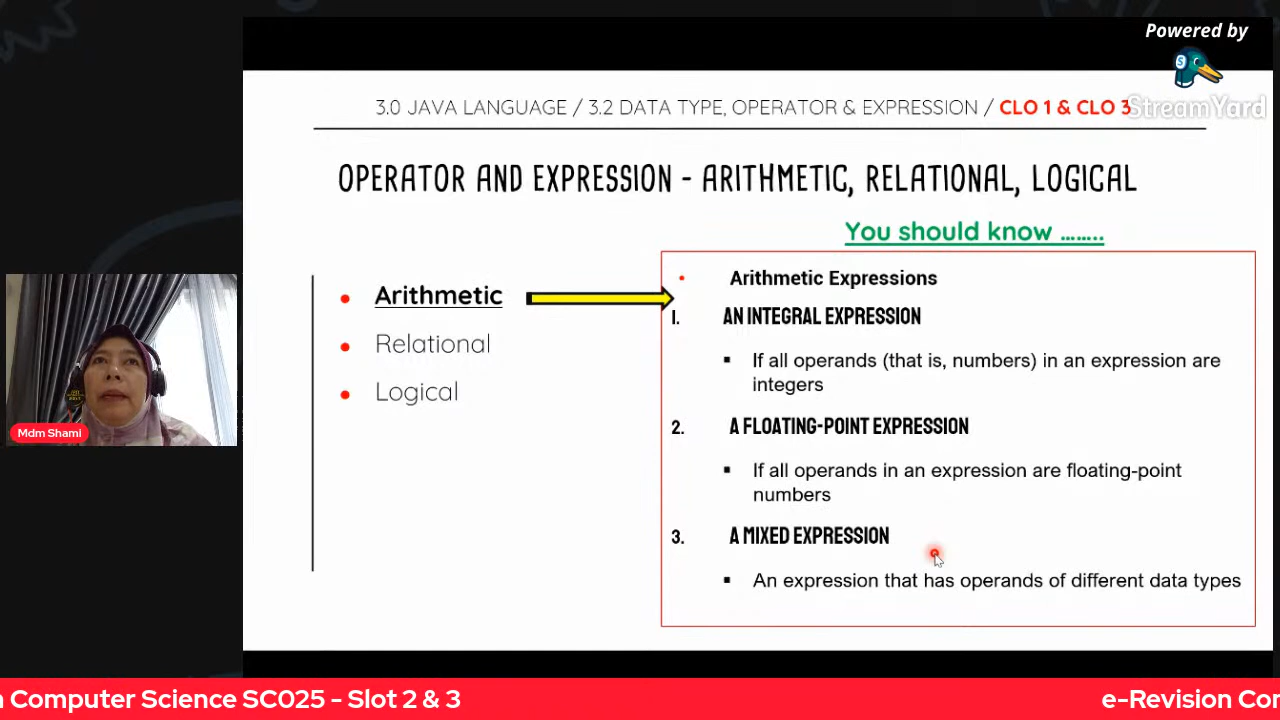 Powered by
StreamYard
3.0 JAVA LANGUAGE / 3.2 DATA TYPE, OPERATOR & EXPRESSION / CLO 1 & CLO 3
OPERATOR AND EXPRESSION - ARITHMETIC, RELATIONAL, LOGICAL
You should know ........
• Arithmetic
• Relational
• Logical
• Arithmetic Expressions
1. AN INTEGRAL EXPRESSION
▪ If all operands (that is, numbers) in an expression are
integers
2. A FLOATING-POINT EXPRESSION
▪ If all operands in an expression are floating-point
numbers
3. A MIXED EXPRESSION
▪ An expression that has operands of different data types
Mdm Shami
Computer Science SC025 - Slot 2 & 3
e-Revision